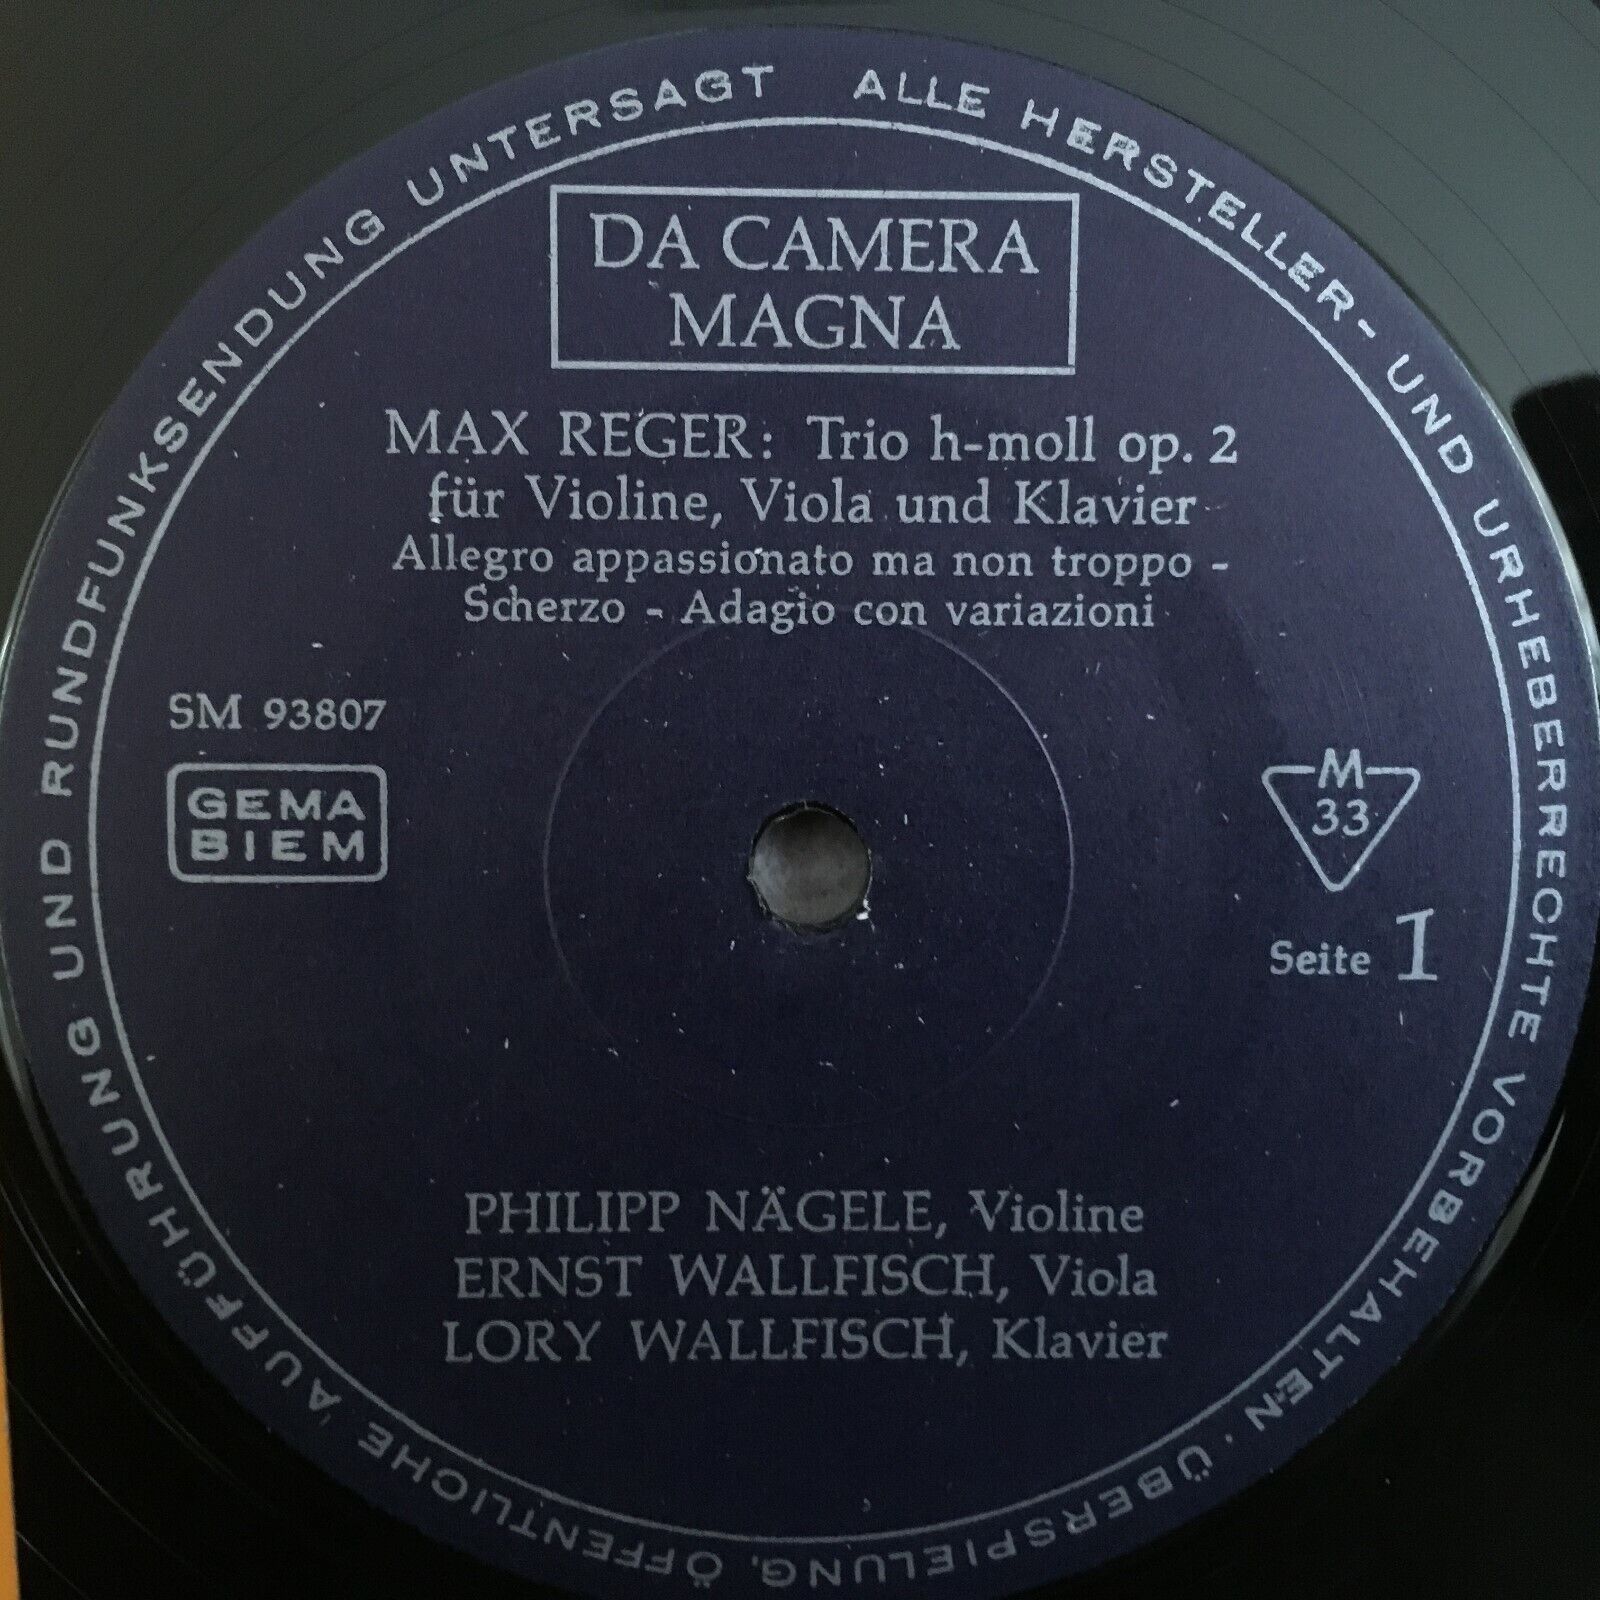 ALLE HERSTELLER- UND URHEBERRECHTE VORBEHALTEN · ÜBERSPIELUNG, ÖFFENTLICHE AUFFÜHRUNG UND RUNDFUNKSENDUNG UNTERSAGT
DA CAMERA
MAGNA
MAX REGER: Trio h-moll op. 2
für Violine, Viola und Klavier
Allegro appassionato ma non troppo -
Scherzo - Adagio con variazioni
SM 93807
GEMA
BIEM
M
33
Seite 1
PHILIPP NÄGELE, Violine
ERNST WALLFISCH, Viola
LORY WALLFISCH, Klavier